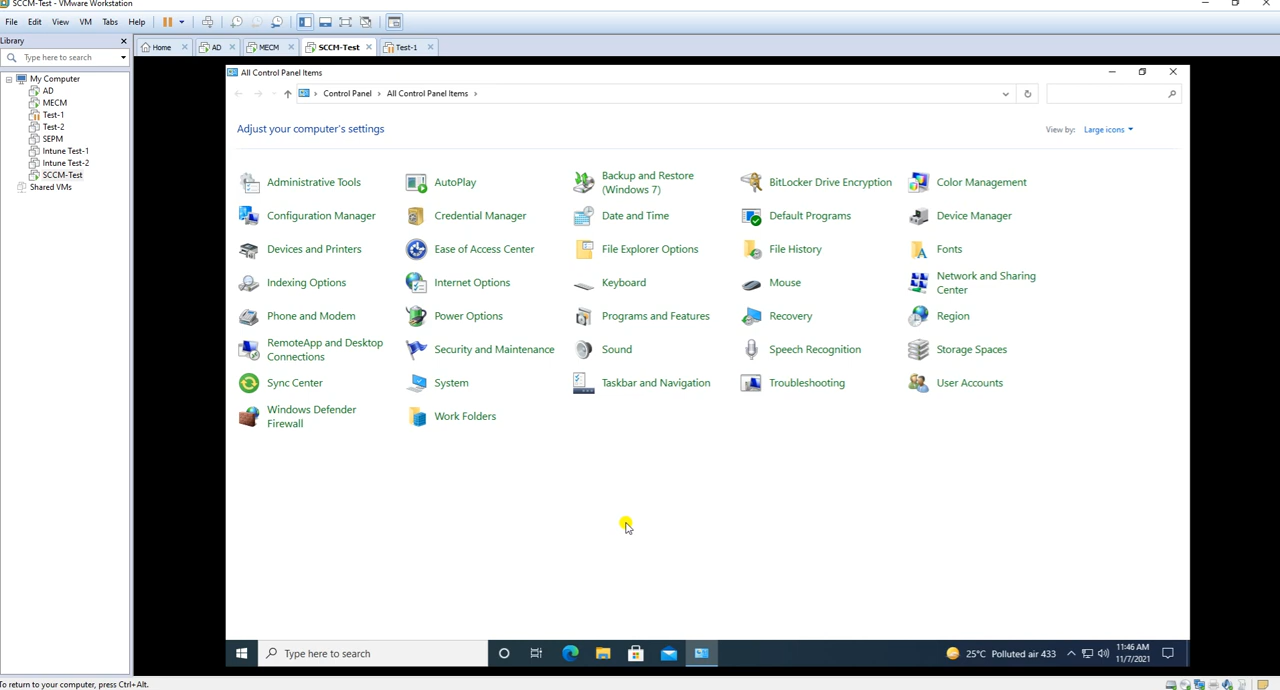 SCCM-Test - VMware Workstation
File Edit View VM Tabs Help
Library
Type here to search
Home AD MECM SCCM-Test Test-1
My Computer
AD
MECM
Test-1
Test-2
SEPM
Intune Test-1
Intune Test-2
SCCM-Test
Shared VMs
All Control Panel Items
Control Panel > All Control Panel Items >
Adjust your computer's settings
View by: Large icons
Administrative Tools
AutoPlay
Backup and Restore
(Windows 7)
BitLocker Drive Encryption
Color Management
Configuration Manager
Credential Manager
Date and Time
Default Programs
Device Manager
Devices and Printers
Ease of Access Center
File Explorer Options
File History
Fonts
Indexing Options
Internet Options
Keyboard
Mouse
Network and Sharing
Center
Phone and Modem
Power Options
Programs and Features
Recovery
Region
RemoteApp and Desktop
Connections
Security and Maintenance
Sound
Speech Recognition
Storage Spaces
Sync Center
System
Taskbar and Navigation
Troubleshooting
User Accounts
Windows Defender
Firewall
Work Folders
Type here to search
25°C Polluted air 433
11:46 AM
11/7/2021
To return to your computer, press Ctrl+Alt.